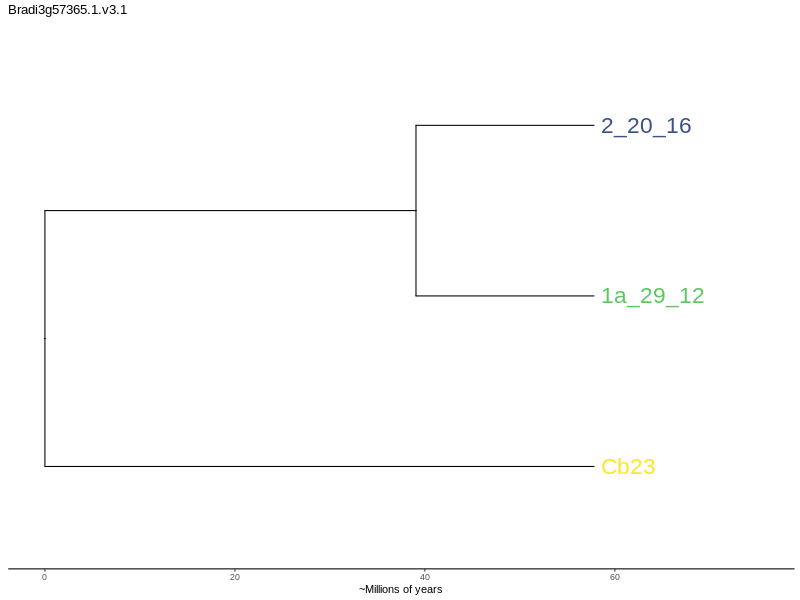 Bradi3g57365.1.v3.1
2_20_16
1a_29_12
Cb23
0 20 40 60
~Millions of years